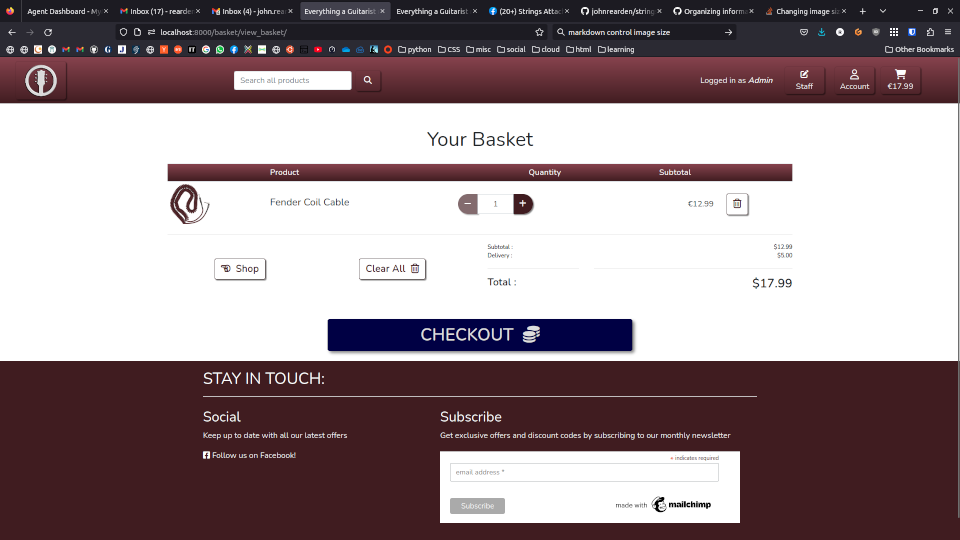 Agent Dashboard - My
Inbox (17) - rearden
Inbox (4) - john.rear
Everything a Guitarist
Everything a Guitarist
(20+) Strings Attach
johnrearden/string
Organizing informa
Changing image siz
localhost:8000/basket/view_basket/
markdown control image size
python
CSS
misc
social
cloud
html
learning
Other Bookmarks
Search all products
Logged in as Admin
Staff
Account
€17.99
Your Basket
Product Quantity Subtotal
Fender Coil Cable 1 €12.99
Subtotal : $12.99
Delivery : $5.00
Shop
Clear All
Total : $17.99
CHECKOUT
STAY IN TOUCH:
Social
Keep up to date with all our latest offers
Follow us on Facebook!
Subscribe
Get exclusive offers and discount codes by subscribing to our monthly newsletter
* indicates required
email address *
Subscribe
made with mailchimp